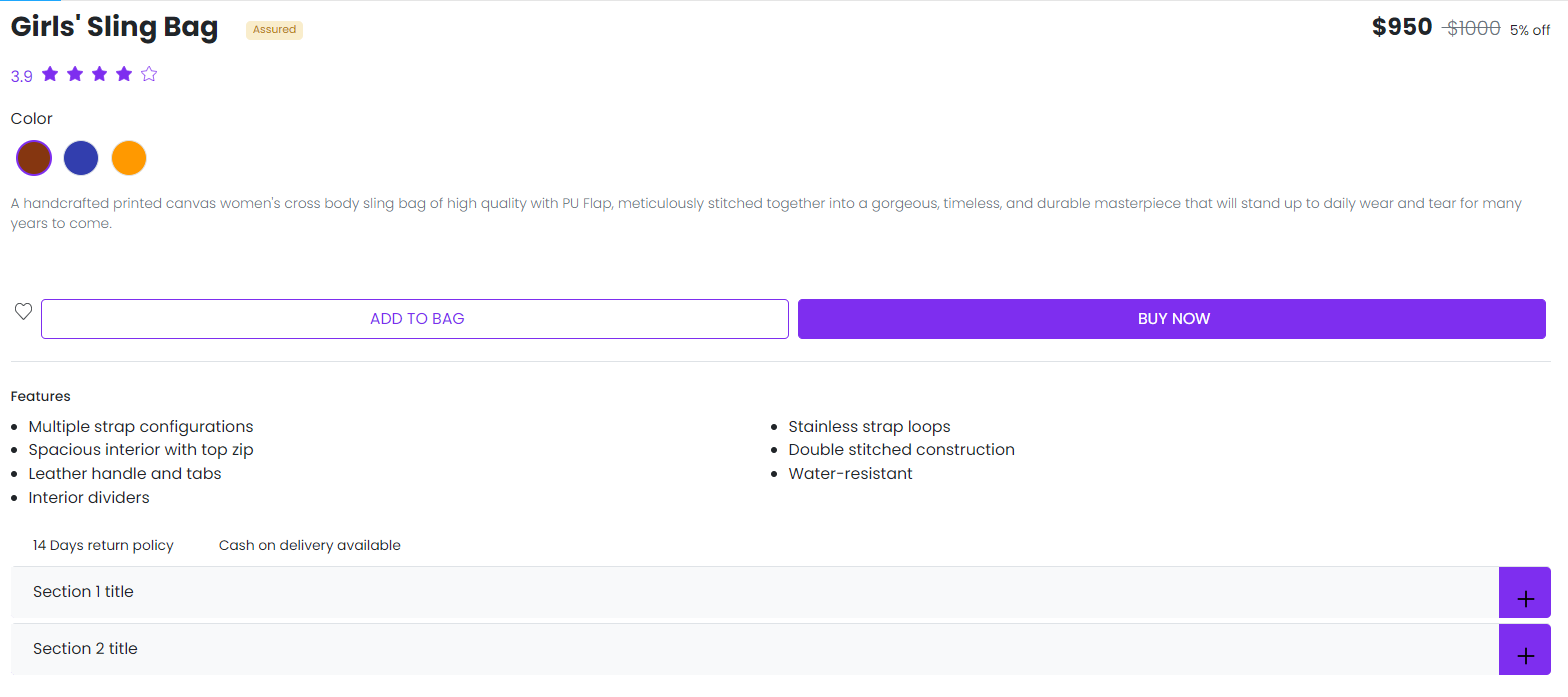 Girls' Sling Bag
Assured
$950 $1000 5% off
3.9
Color
A handcrafted printed canvas women's cross body sling bag of high quality with PU Flap, meticulously stitched together into a gorgeous, timeless, and durable masterpiece that will stand up to daily wear and tear for many
years to come.
ADD TO BAG
BUY NOW
Features
Multiple strap configurations
Spacious interior with top zip
Leather handle and tabs
Interior dividers
Stainless strap loops
Double stitched construction
Water-resistant
14 Days return policy
Cash on delivery available
Section 1 title
Section 2 title